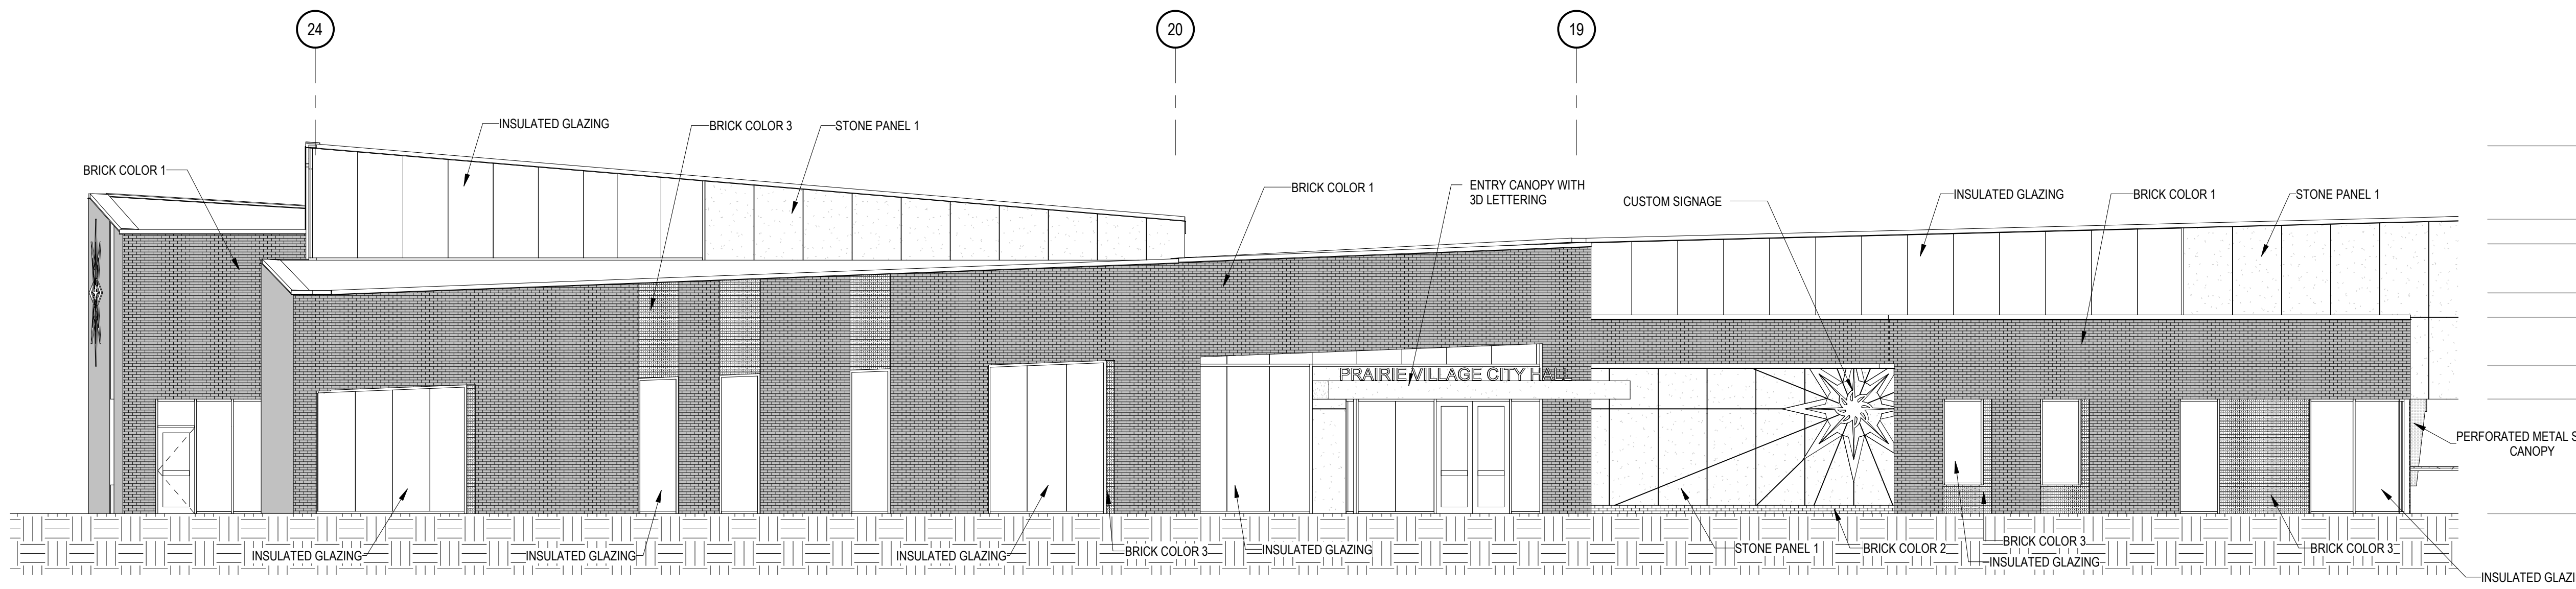 24
20
19
INSULATED GLAZING
BRICK COLOR 3
STONE PANEL 1
BRICK COLOR 1
BRICK COLOR 1
ENTRY CANOPY WITH
3D LETTERING
CUSTOM SIGNAGE
INSULATED GLAZING
BRICK COLOR 1
STONE PANEL 1
PRAIRIE VILLAGE CITY HALL
PERFORATED METAL S
CANOPY
INSULATED GLAZING
INSULATED GLAZING
INSULATED GLAZING
BRICK COLOR 3
INSULATED GLAZING
STONE PANEL 1
BRICK COLOR 2
BRICK COLOR 3
INSULATED GLAZING
BRICK COLOR 3
INSULATED GLAZI